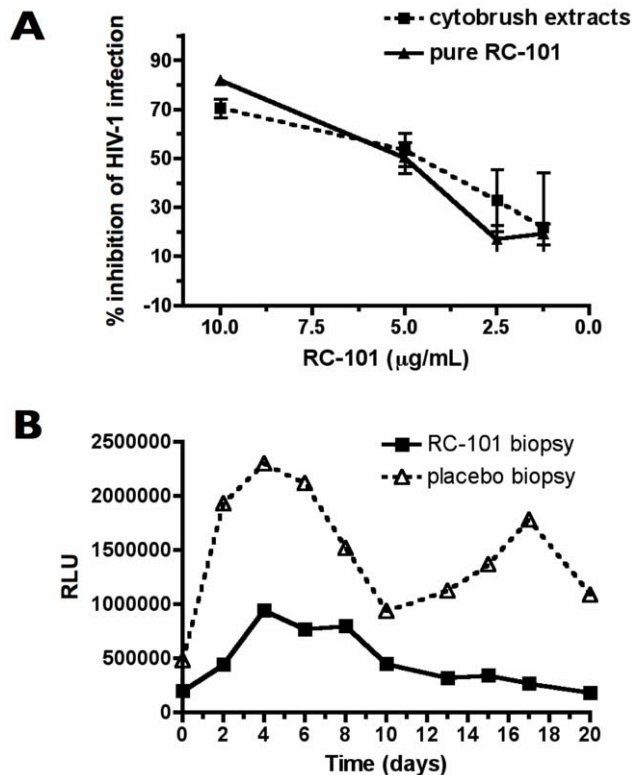 A
cytobrush extracts
pure RC-101
% inhibition of HIV-1 infection
90
70
50
30
10
-10
10.0 7.5 5.0 2.5 0.0
RC-101 (μg/mL)
B
RC-101 biopsy
placebo biopsy
RLU
2500000
2000000
1500000
1000000
500000
0
0 2 4 6 8 10 12 14 16 18 20
Time (days)